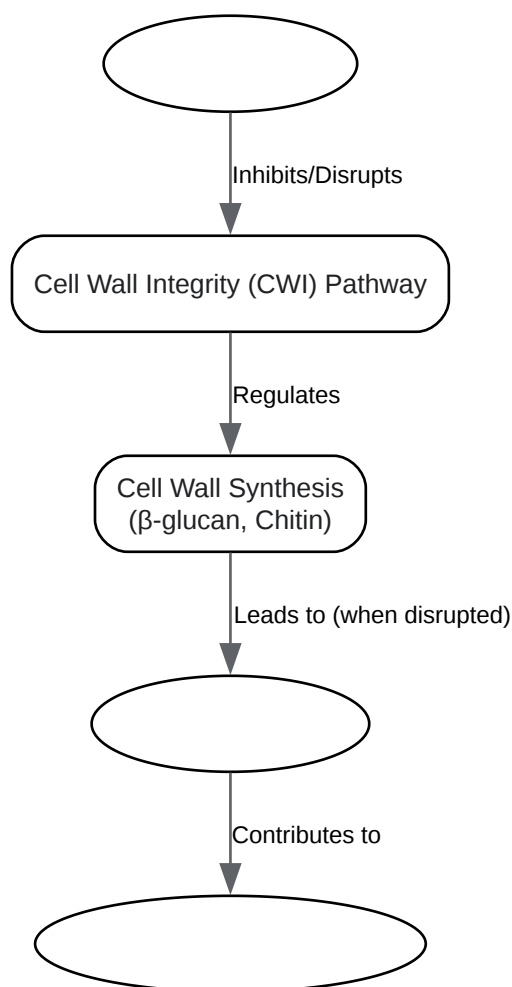 Inhibits/Disrupts
Cell Wall Integrity (CWI) Pathway
Regulates
Cell Wall Synthesis
(β-glucan, Chitin)
Leads to (when disrupted)
Contributes to